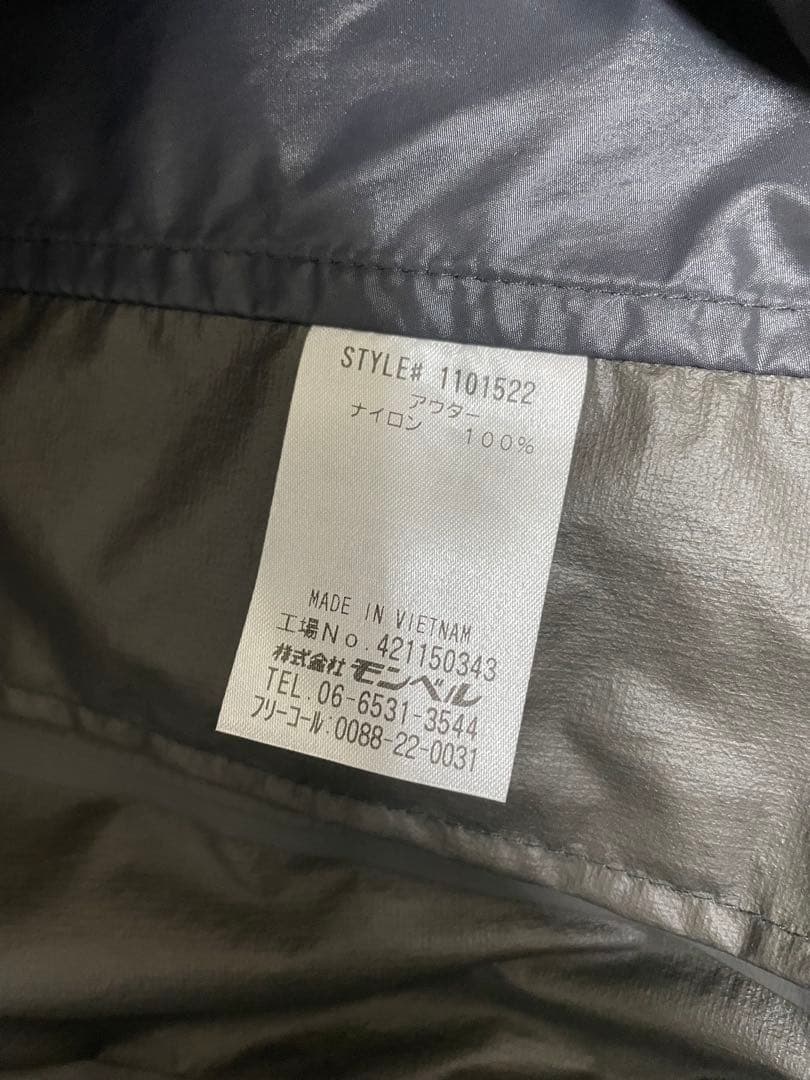 STYLE# 1101522
アウター
ナイロン 100%
MADE IN VIETNAM
工場No.421150343
株式会社 モンベル
TEL.06-6531-3544
フリーコール:0088-22-0031